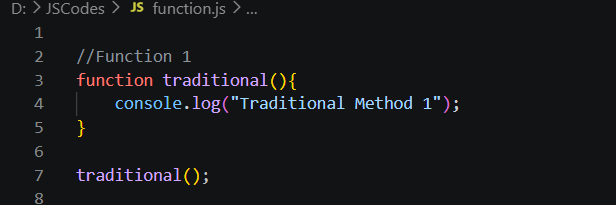 D: > JSCodes > JS function.js > ...
1
2 //Function 1
3 function traditional(){
4     console.log("Traditional Method 1");
5 }
6
7 traditional();
8